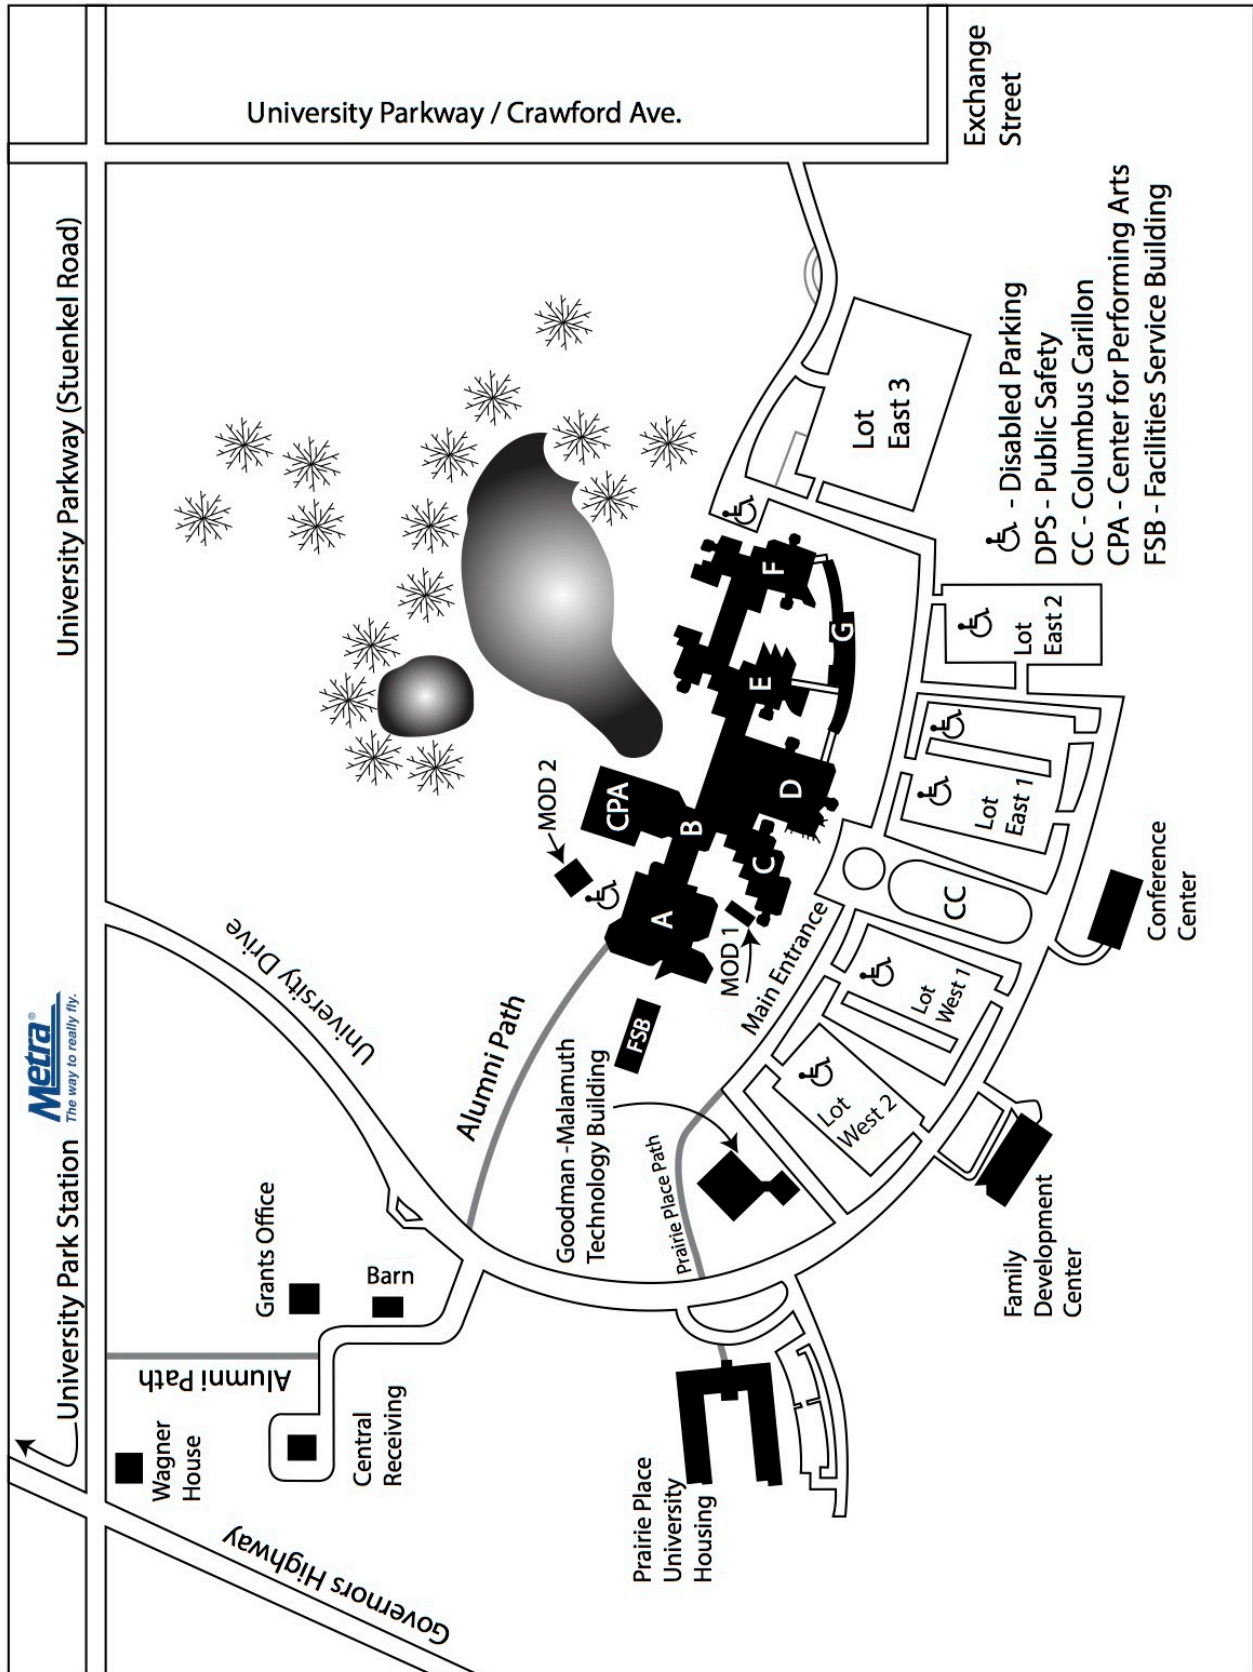 University Park Station
Metra®
The way to really fly.
University Parkway (Stuenkel Road)
University Parkway / Crawford Ave.
Exchange
Street
Governors Highway
Wagner
House
Alumni Path
Grants Office
Barn
Central
Receiving
University Drive
Alumni Path
MOD 2
CPA
A
B
C
D
E
F
G
MOD 1
FSB
Main Entrance
Goodman -Malamuth
Technology Building
Prairie Place Path
Prairie Place
University
Housing
Lot
West 2
Lot
West 1
CC
Lot
East 1
Lot
East 2
Lot
East 3
Family
Development
Center
Conference
Center
- Disabled Parking
DPS - Public Safety
CC - Columbus Carillon
CPA - Center for Performing Arts
FSB - Facilities Service Building